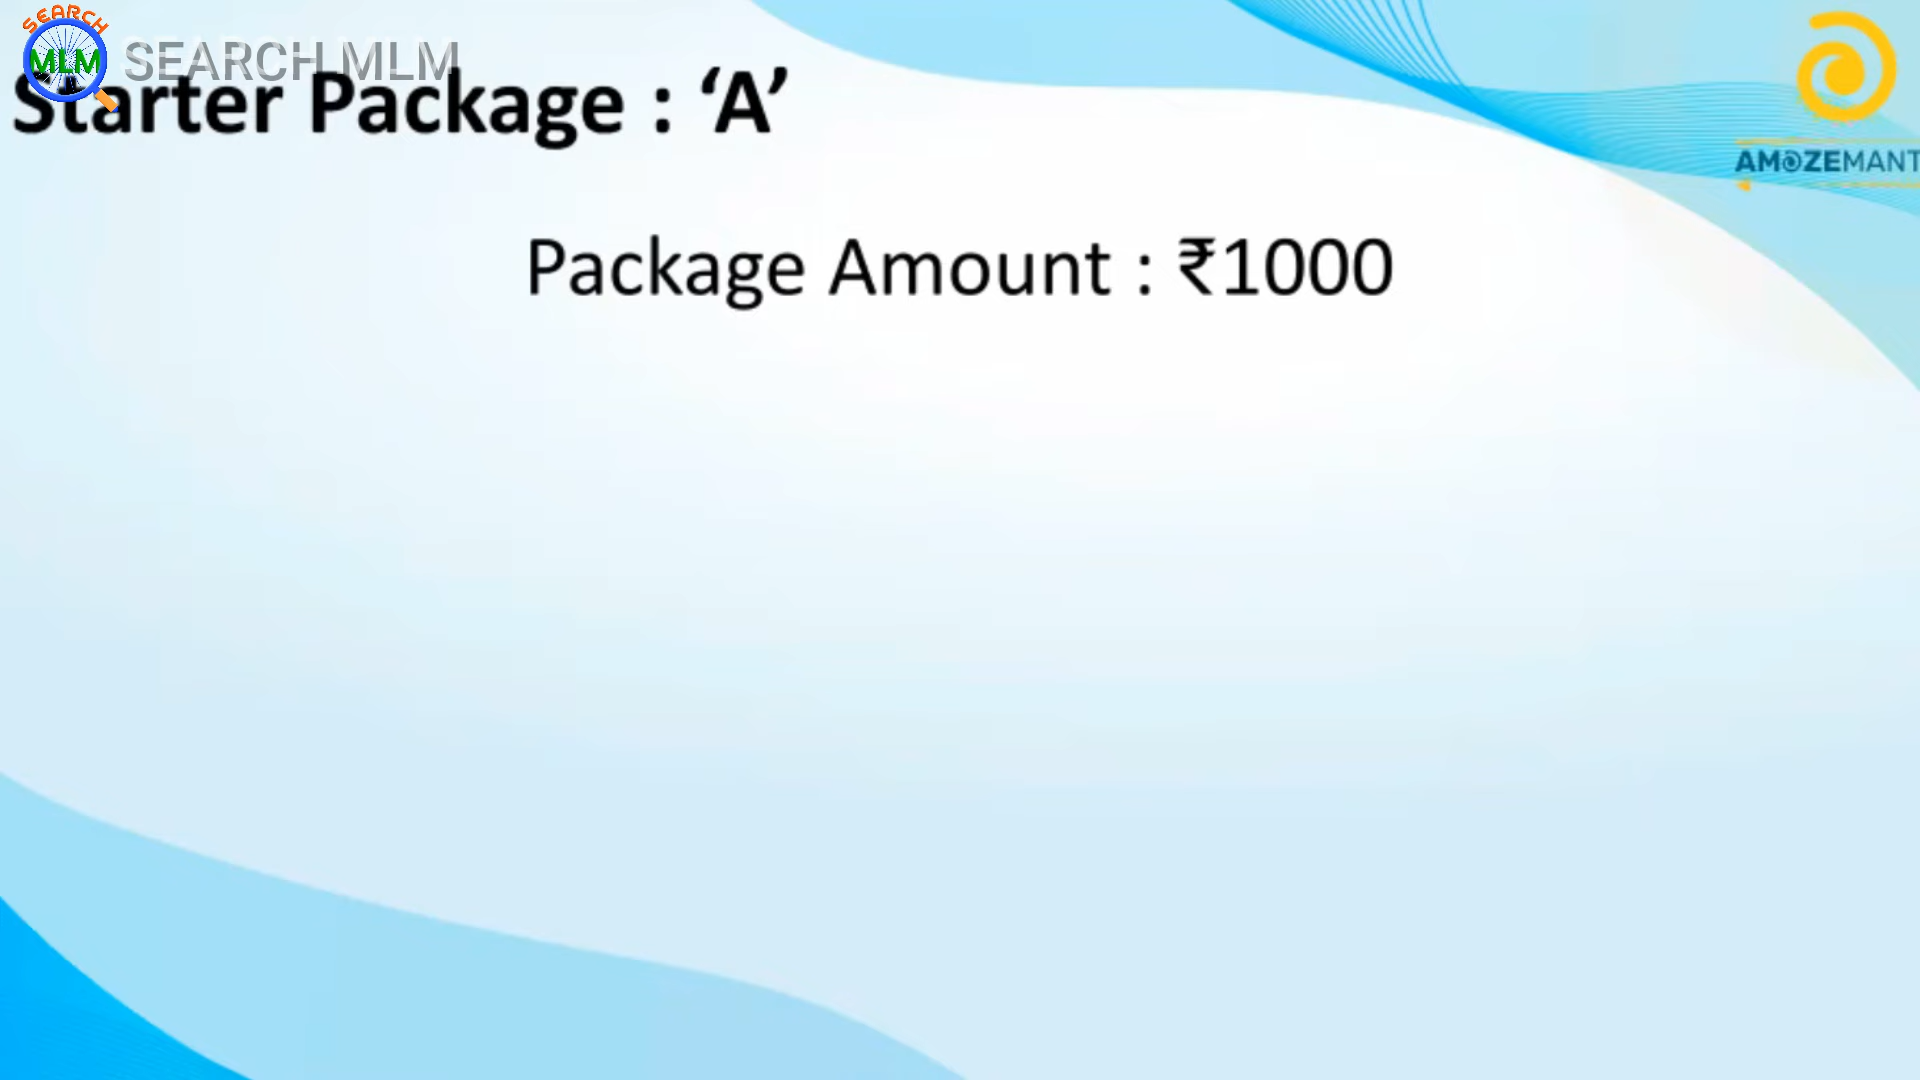 SEARCH
MLM
SEARCH MLM
Starter Package : ‘A’
AMOZEMANT
Package Amount : ₹1000